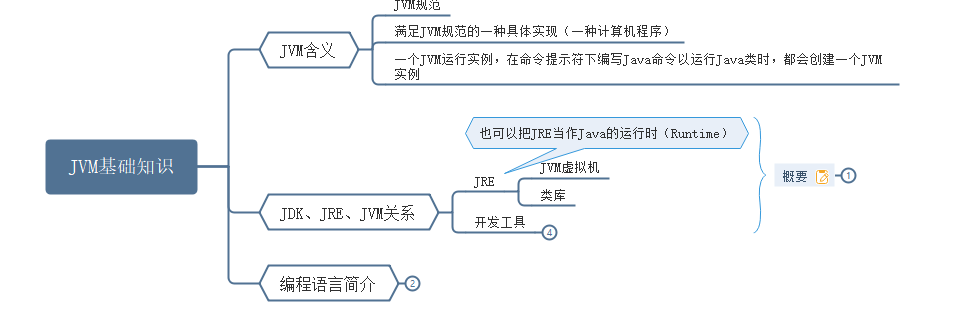 JVM规范
满足JVM规范的一种具体实现（一种计算机程序）
JVM含义
一个JVM运行实例，在命令提示符下编写Java命令以运行Java类时，都会创建一个JVM
实例
也可以把JRE当作Java的运行时（Runtime）
JVM基础知识
JVM虚拟机
概要
1
JRE
类库
JDK、JRE、JVM关系
开发工具
4
编程语言简介
2